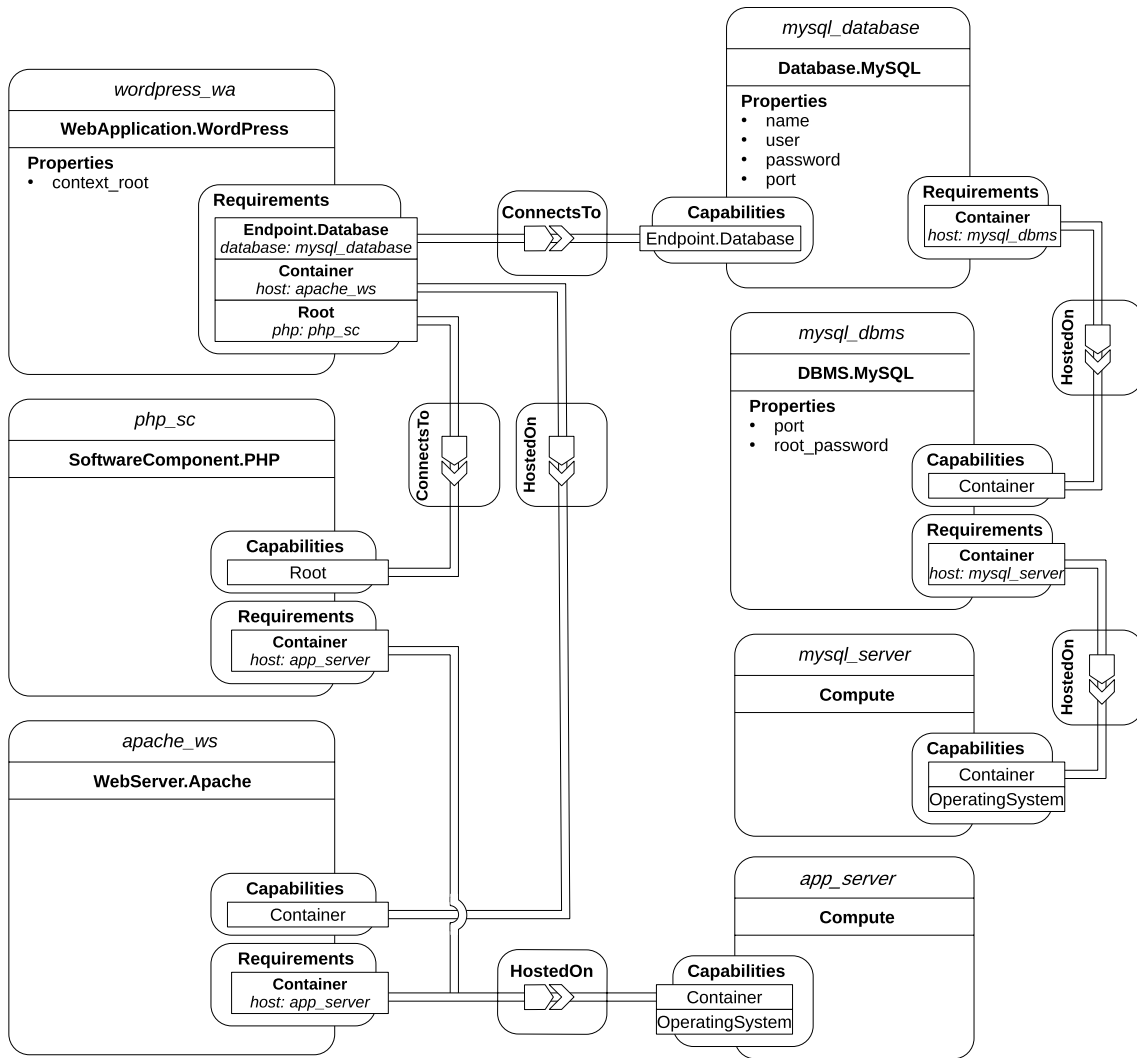 wordpress_wa
WebApplication.WordPress
Properties
• context_root
Requirements
Endpoint.Database
database: mysql_database
Container
host: apache_ws
Root
php: php_sc
ConnectsTo
mysql_database
Database.MySQL
Properties
• name
• user
• password
• port
Capabilities
Endpoint.Database
Requirements
Container
host: mysql_dbms
HostedOn
mysql_dbms
DBMS.MySQL
Properties
• port
• root_password
Capabilities
Container
Requirements
Container
host: mysql_server
HostedOn
php_sc
SoftwareComponent.PHP
Capabilities
Root
Requirements
Container
host: app_server
ConnectsTo
HostedOn
mysql_server
Compute
Capabilities
Container
OperatingSystem
apache_ws
WebServer.Apache
Capabilities
Container
Requirements
Container
host: app_server
HostedOn
app_server
Compute
Capabilities
Container
OperatingSystem